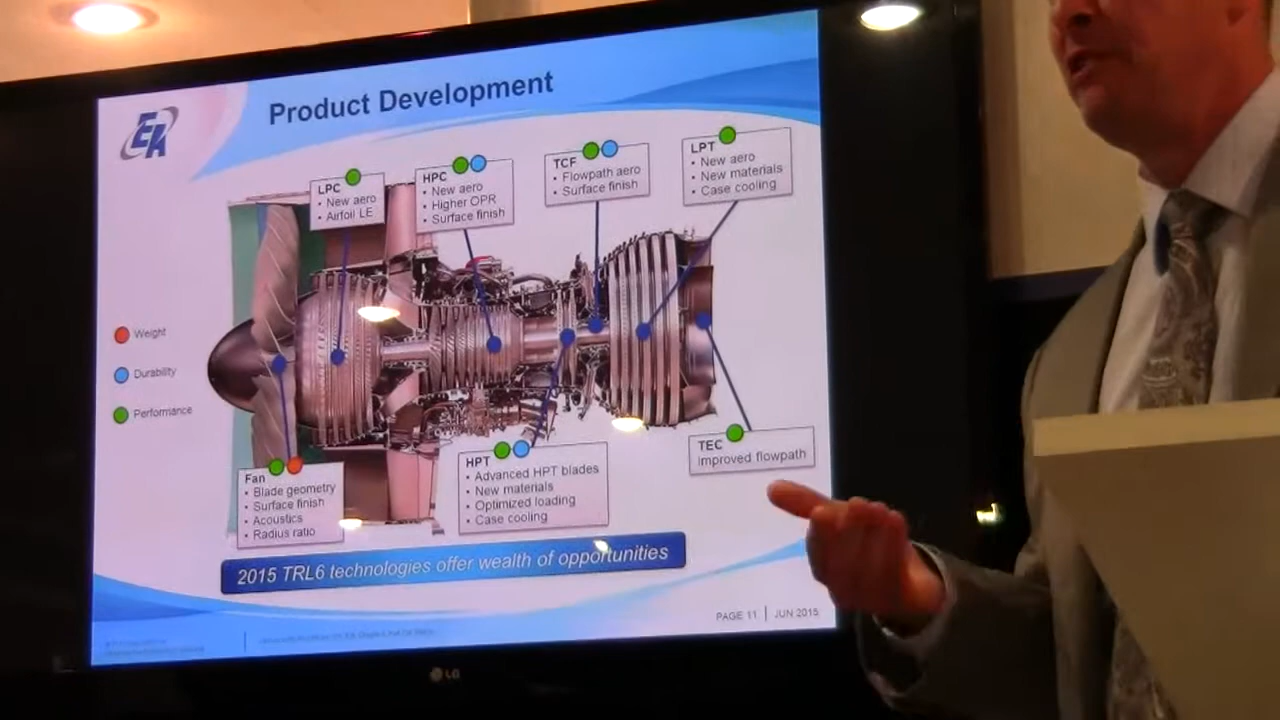 EA
Product Development
LPC
• New aero
• Airfoil LE
HPC
• New aero
• Higher OPR
• Surface finish
TCF
• Flowpath aero
• Surface finish
LPT
• New aero
• New materials
• Case cooling
Weight
Durability
Performance
Fan
• Blade geometry
• Surface finish
• Acoustics
• Radius ratio
HPT
• Advanced HPT blades
• New materials
• Optimized loading
• Case cooling
TEC
Improved flowpath
2015 TRL6 technologies offer wealth of opportunities
PAGE 11 | JUN 2015
LG